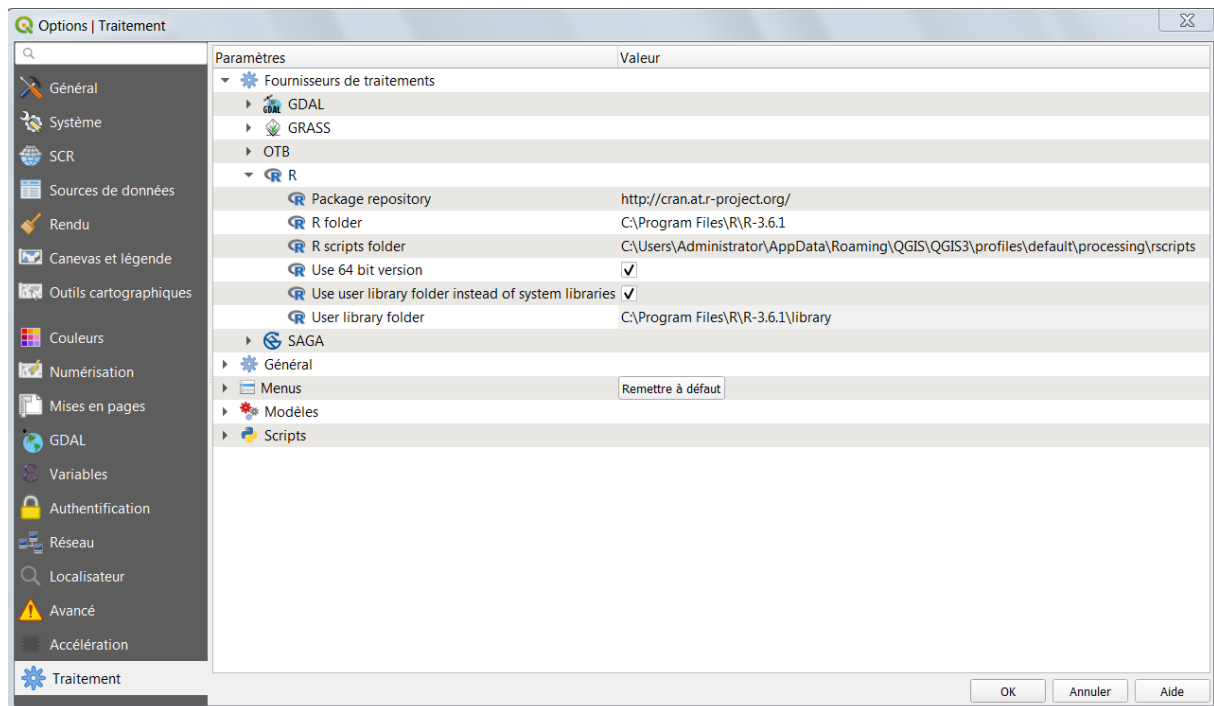 Options | Traitement
Général
Système
SCR
Sources de données
Rendu
Canevas et légende
Outils cartographiques
Couleurs
Numérisation
Mises en pages
GDAL
Variables
Authentification
Réseau
Localisateur
Avancé
Accélération
Traitement
Paramètres Valeur
Fournisseurs de traitements
GDAL GDAL
GRASS
OTB
R R
R Package repository http://cran.at.r-project.org/
R R folder C:\Program Files\R\R-3.6.1
R R scripts folder C:\Users\Administrator\AppData\Roaming\QGIS\QGIS3\profiles\default\processing\rscripts
R Use 64 bit version
R Use user library folder instead of system libraries
R User library folder C:\Program Files\R\R-3.6.1\library
SAGA
Général
Menus Remettre à défaut
Modèles
Scripts
OK Annuler Aide